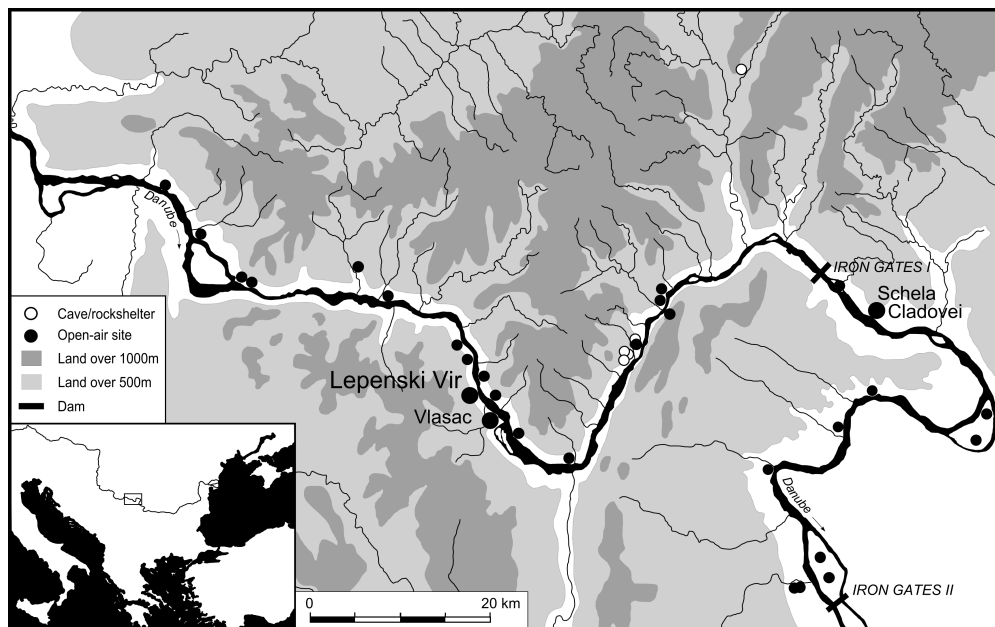 Danube
IRON GATES I
Schela
Cladovei
Cave/rockshelter
Open-air site
Land over 1000m
Land over 500m
Dam
Lepenski Vir
Vlasac
Danube
IRON GATES II
0 20 km